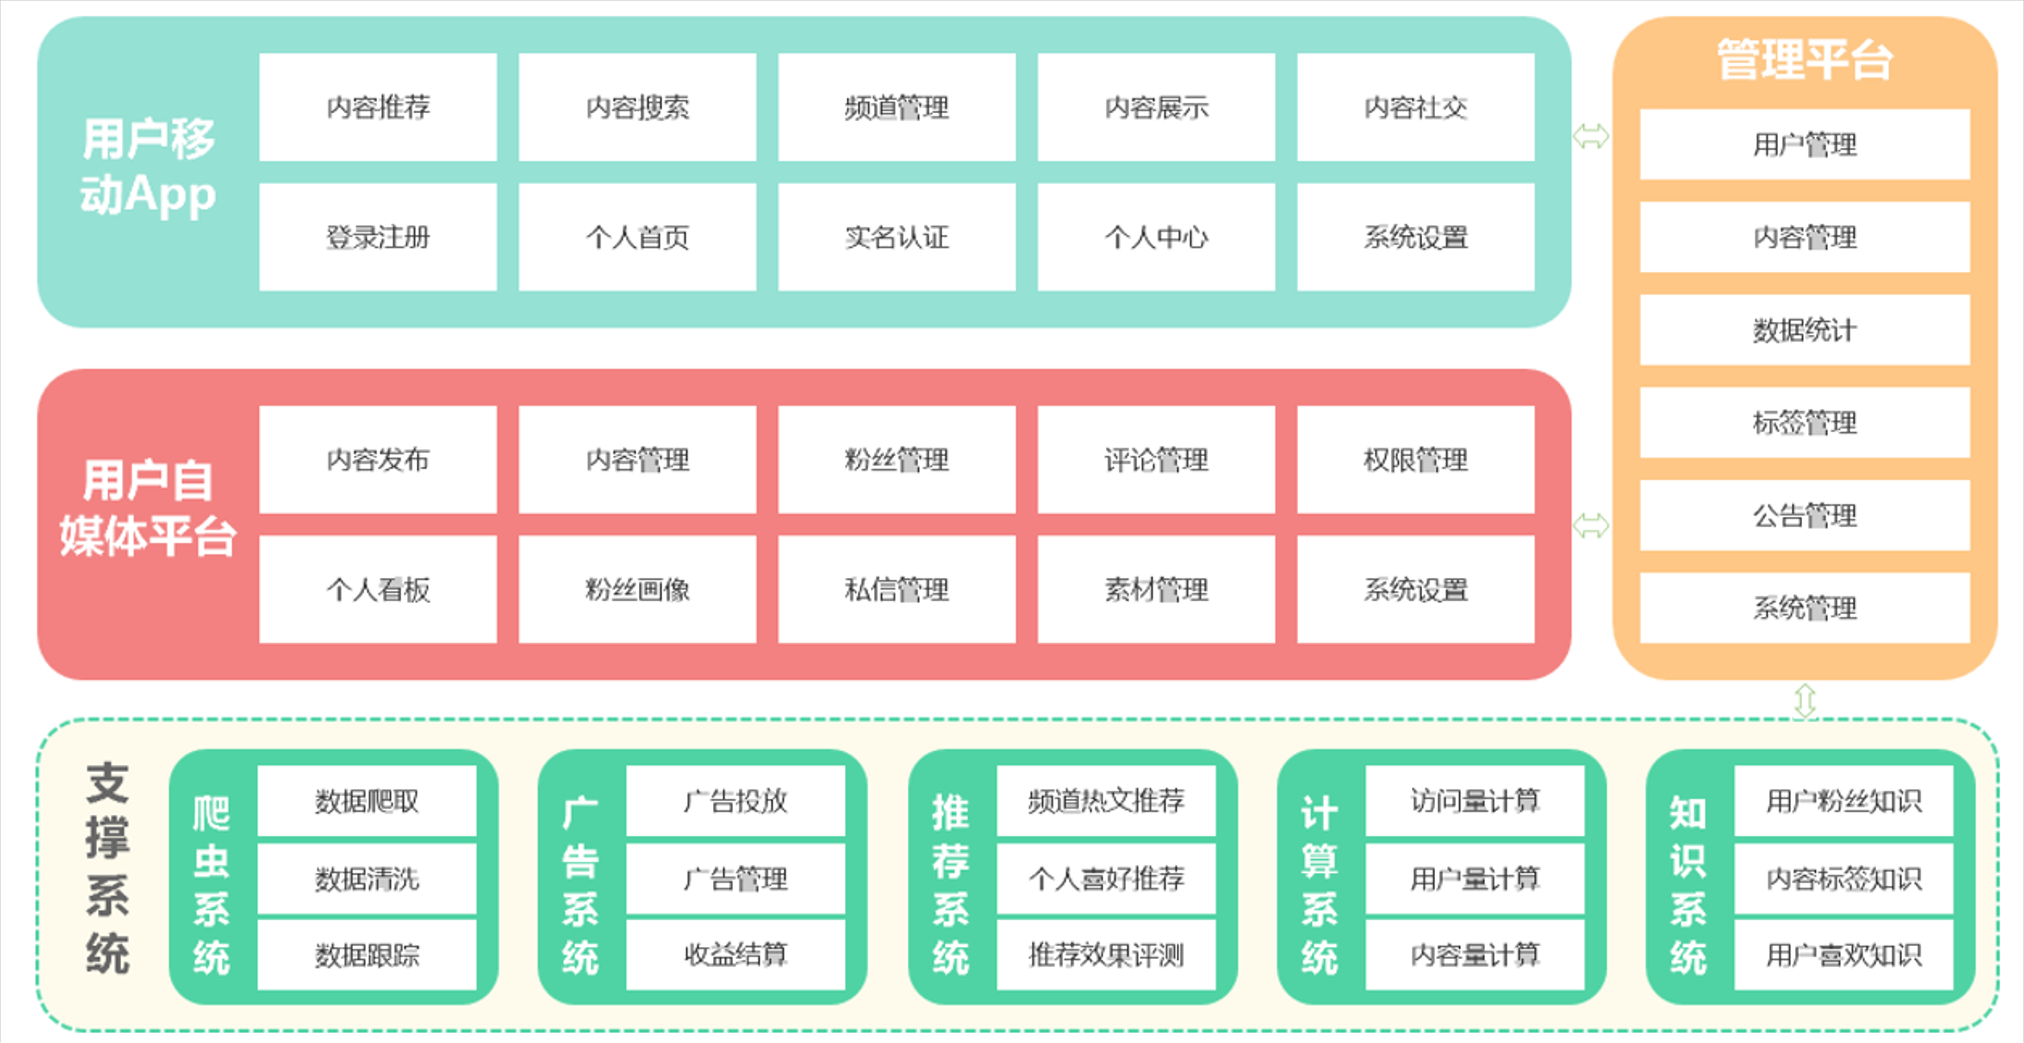 用户移
动App
内容推荐
内容搜索
频道管理
内容展示
内容社交
登录注册
个人首页
实名认证
个人中心
系统设置
用户自
媒体平台
内容发布
内容管理
粉丝管理
评论管理
权限管理
个人看板
粉丝画像
私信管理
素材管理
系统设置
管理平台
用户管理
内容管理
数据统计
标签管理
公告管理
系统管理
支撑系统
爬虫系统
数据爬取
数据清洗
数据跟踪
广告系统
广告投放
广告管理
收益结算
推荐系统
频道热文推荐
个人喜好推荐
推荐效果评测
计算系统
访问量计算
用户量计算
内容量计算
知识系统
用户粉丝知识
内容标签知识
用户喜欢知识